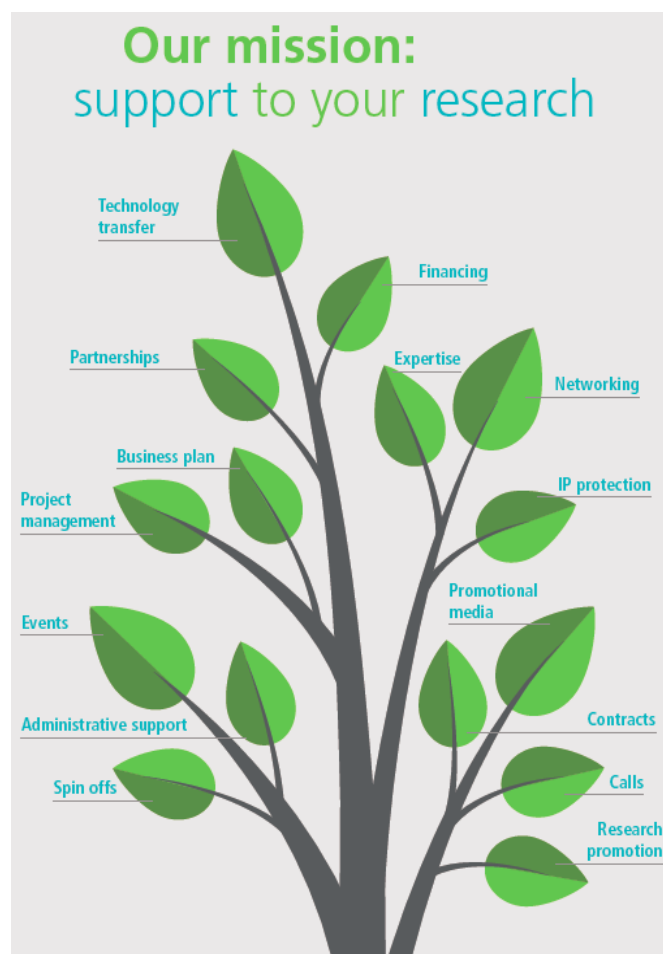 Our mission:
support to your research
Technology
transfer
Financing
Partnerships
Expertise
Networking
Business plan
IP protection
Project
management
Promotional
media
Events
Administrative support
Contracts
Spin offs
Calls
Research
promotion